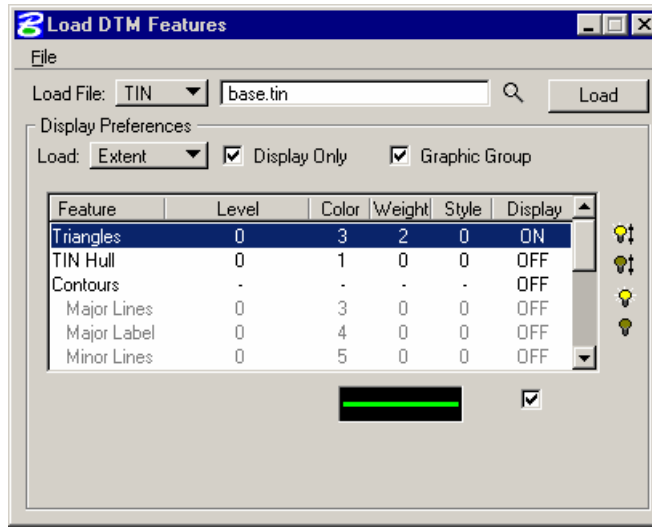 Load DTM Features
File
Load File: TIN base.tin Load
Display Preferences
Load: Extent Display Only Graphic Group
Feature Level Color Weight Style Display
Triangles 0 3 2 0 ON
TIN Hull 0 1 0 0 OFF
Contours - - - - OFF
Major Lines 0 3 0 0 OFF
Major Label 0 4 0 0 OFF
Minor Lines 0 5 0 0 OFF